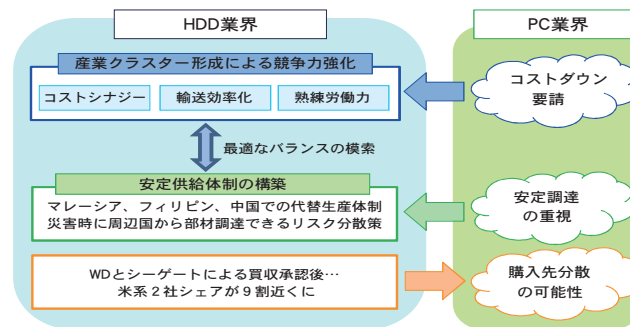 HDD業界
PC業界
産業クラスター形成による競争力強化
コストシナジー
輸送効率化
熟練労働力
コストダウン
要請
最適なバランスの模索
安定供給体制の構築
マレーシア、フィリピン、中国での代替生産体制
災害時に周辺国から部材調達できるリスク分散策
安定調達
の重視
WDとシーゲートによる買収承認後…
米系2社シェアが9割近くに
購入先分散
の可能性